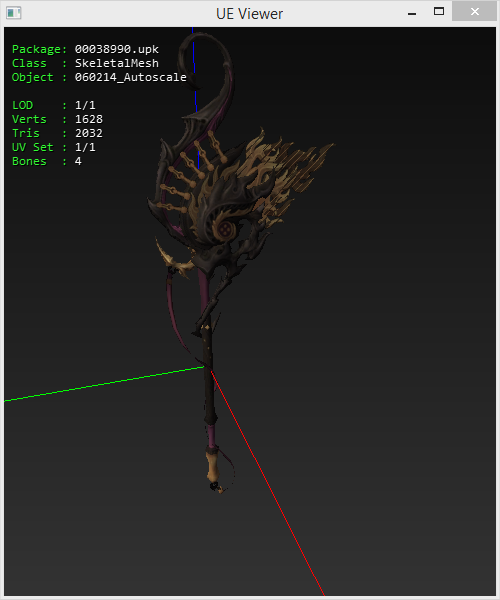 UE Viewer
Package: 00038990.upk
Class : SkeletalMesh
Object : 060214_Autoscale
LOD : 1/1
Verts : 1628
Tris : 2032
UV Set : 1/1
Bones : 4